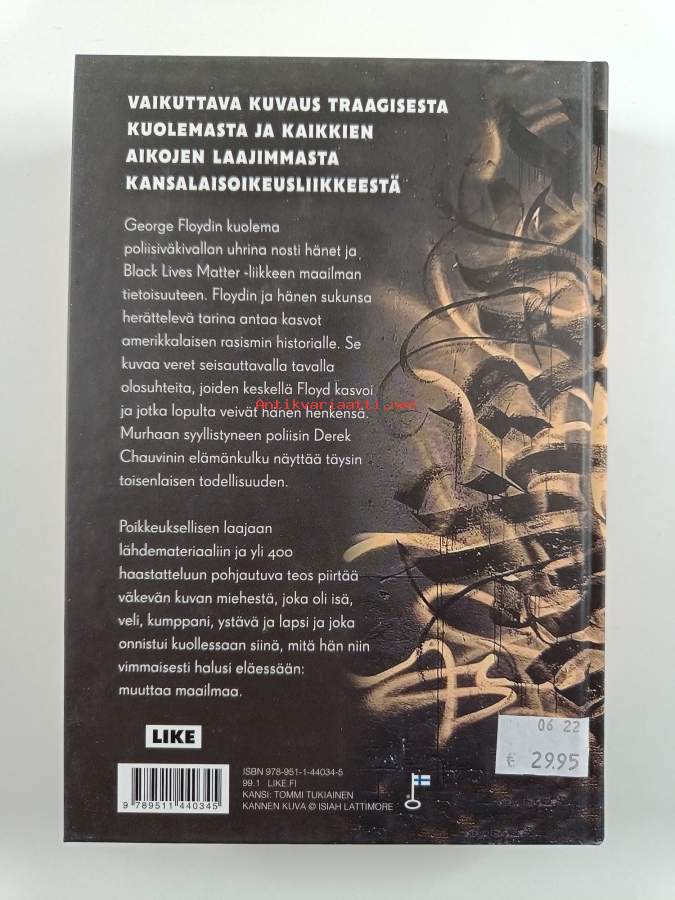 VAIKUTTAVA KUVAUS TRAAGISESTA
KUOLEMASTA JA KAIKKIEN
AIKOJEN LAAJIMMASTA
KANSALAISOIKEUSLIIKKEESTÄ
George Floydin kuolema
poliisiväkivallan uhrina nosti hänet ja
Black Lives Matter -liikkeen maailman
tietoisuuteen. Floydin ja hänen sukunsa
herättelevä tarina antaa kasvot
amerikkalaisen rasismin historialle. Se
kuvaa veret seisauttavalla tavalla
olosuhteita, joiden keskellä Floyd kasvoi
ja jotka lopulta veivät hänen henkensä.
Antikvariaatti.net
Murhaan syyllistyneen poliisin Derek
Chauvinin elämänkulku näyttää täysin
toisenlaisen todellisuuden.
Poikkeuksellisen laajaan
lähdemateriaaliin ja yli 400
haastatteluun pohjautuva teos piirtää
väkevän kuvan miehestä, joka oli isä,
veli, kumppani, ystävä ja lapsi ja joka
onnistui kuollessaan siinä, mitä hän niin
vimmaisesti halusi eläessään:
muuttaa maailmaa.
06 22
€ 29.95
LIKE
ISBN 978-951-1-44034-5
99.1 LIKE.FI
KANSI: TOMMI TUKIAINEN
KANNEN KUVA © ISIAH LATTIMORE
9 789511 440345